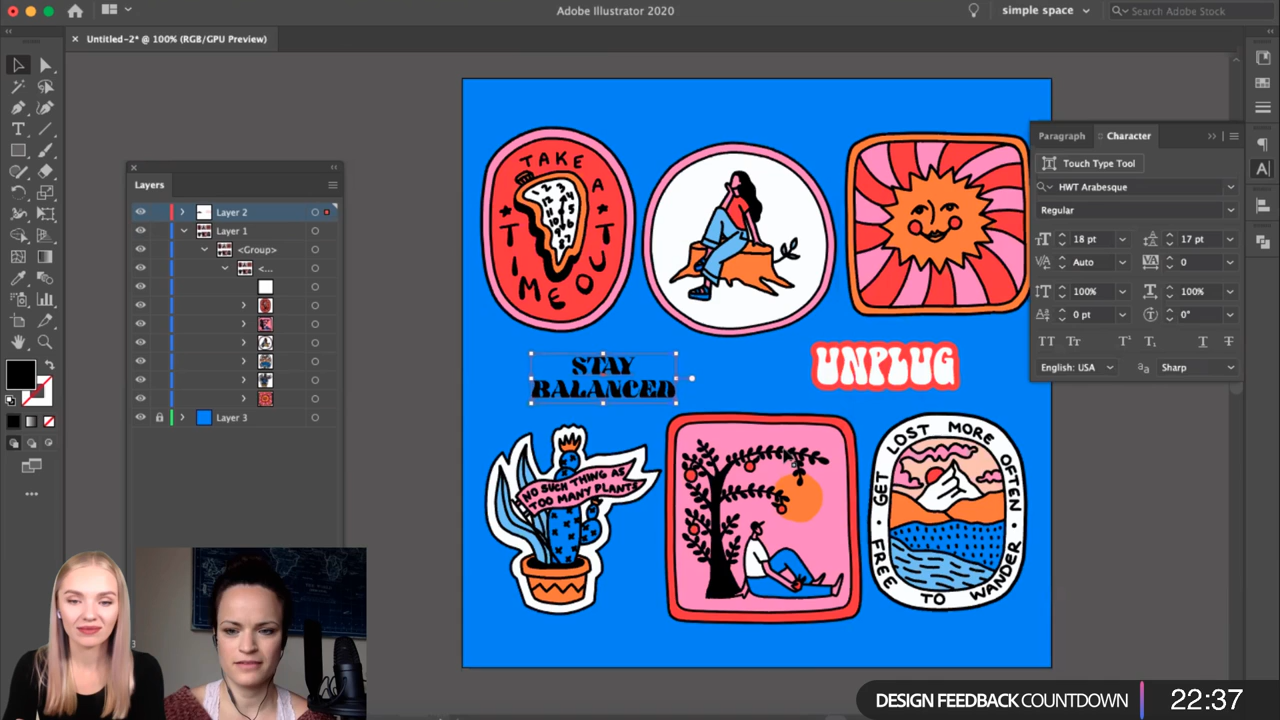 Adobe Illustrator 2020
simple space
Search Adobe Stock
Untitled-2* @ 100% (RGB/GPU Preview)
Layers
Layer 2
Layer 1
<Group>
<...
Layer 3
TAKE
A
TIME OUT
STAY
BALANCED
UNPLUG
NO SUCH THING AS
TOO MANY PLANTS
GET LOST MORE OFTEN
FREE TO WANDER
Paragraph
Character
Touch Type Tool
HWT Arabesque
Regular
18 pt
17 pt
Auto
0
100%
100%
0 pt
0°
English: USA
Sharp
DESIGN FEEDBACK COUNTDOWN
22:37